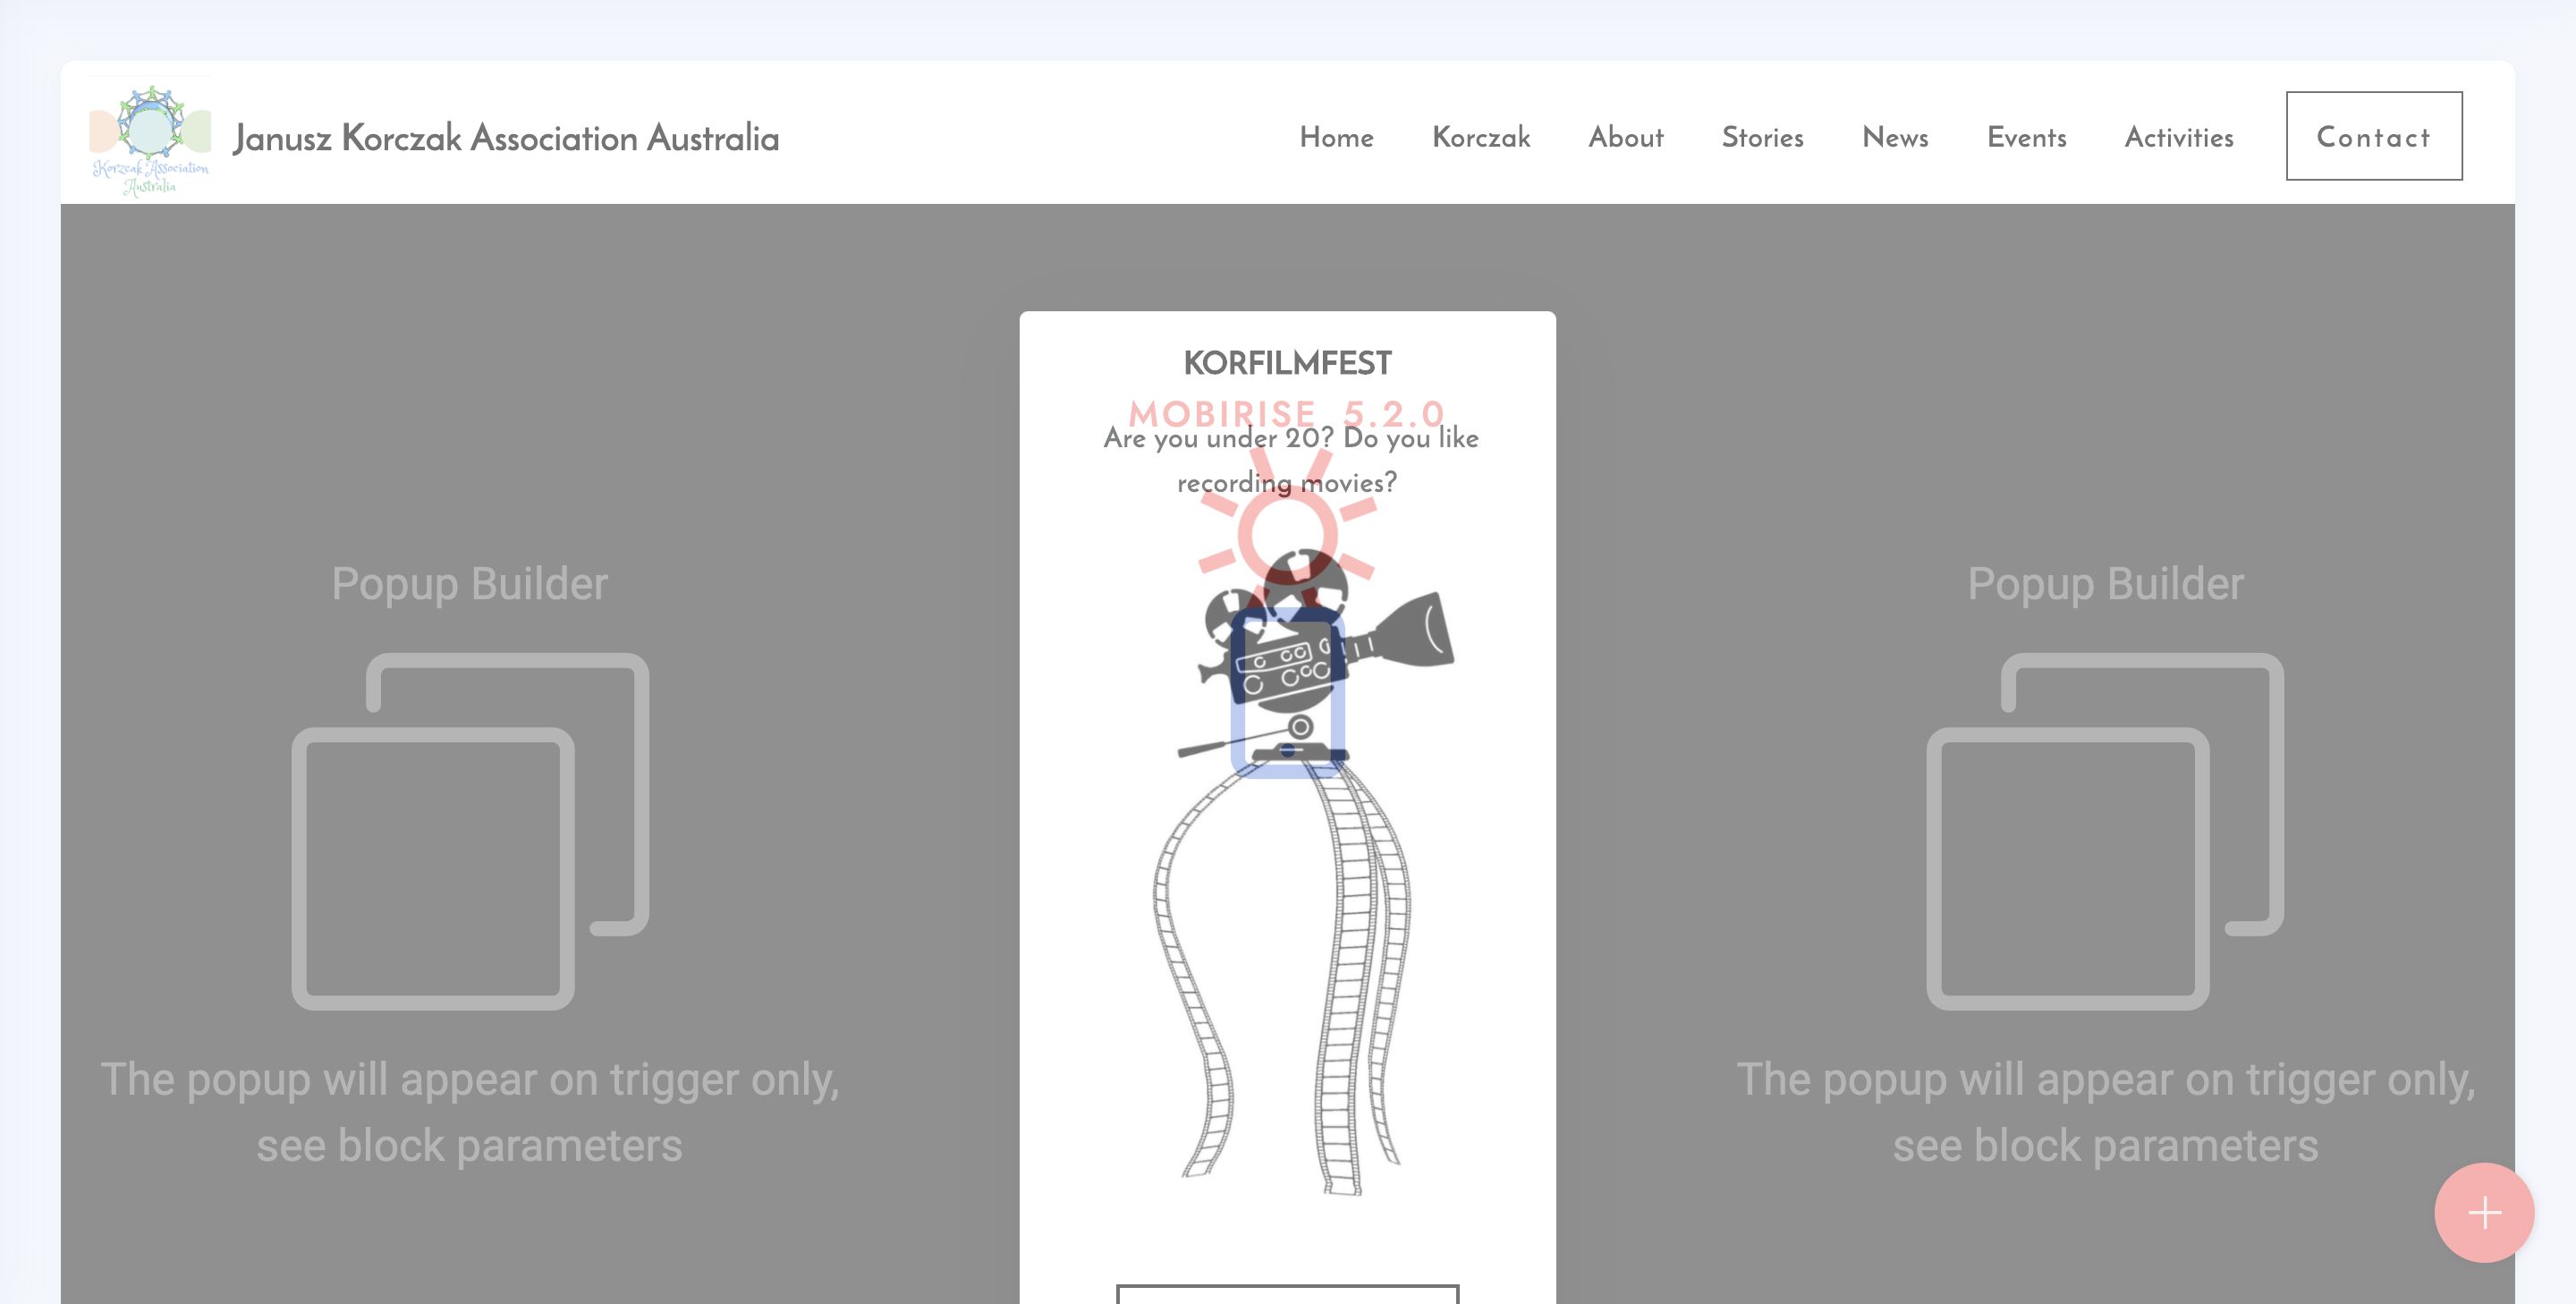 Korzcak Association
Australia
Janusz Korczak Association Australia
Home
Korczak
About
Stories
News
Events
Activities
Contact
KORFILMFEST
MOBIRISE 5.2.0
Are you under 20? Do you like
recording movies?
Popup Builder
The popup will appear on trigger only,
see block parameters
Popup Builder
The popup will appear on trigger only,
see block parameters